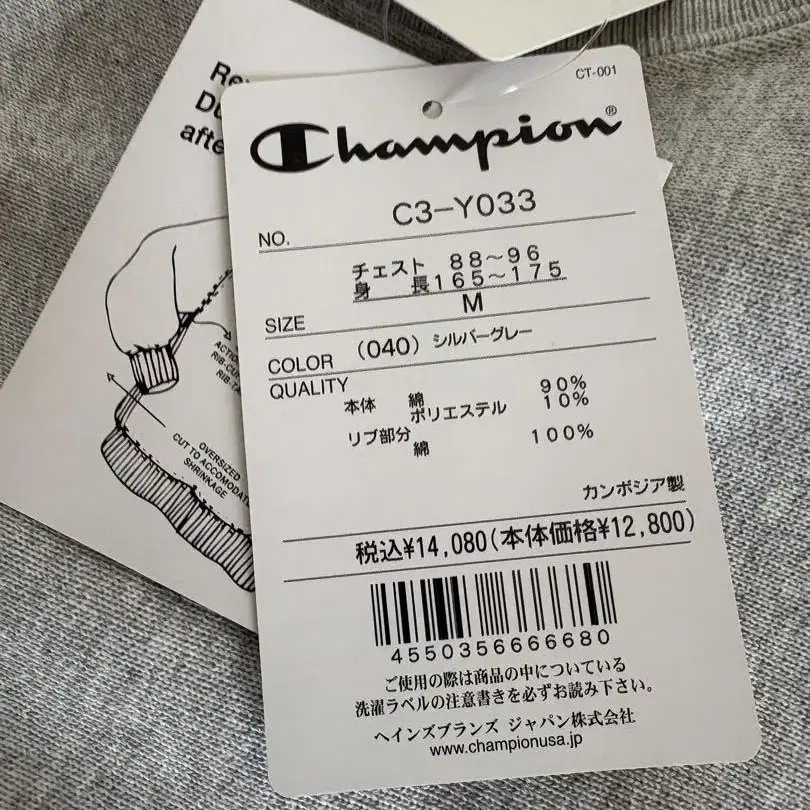 CT-001
Champion®
NO. C3-Y033
チェスト 88～96
身長165～175
SIZE M
COLOR (040) シルバーグレー
QUALITY
本体 綿 90%
ポリエステル 10%
リブ部分
綿 100%
カンボジア製
税込¥14,080(本体価格¥12,800)
4550356666680
ご使用の際は商品の中についている
洗濯ラベルの注意書きを必ずお読み下さい。
ヘインズブランズ ジャパン株式会社
www.championusa.jp
OVERSIZED
CUT TO
SHRINKAGE